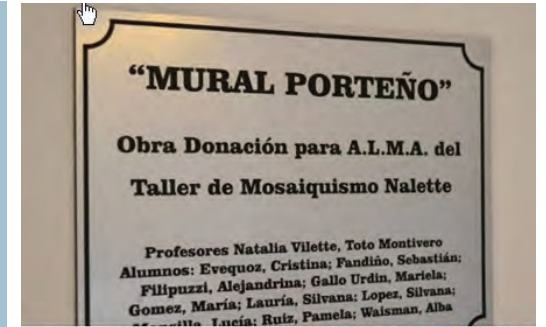 “MURAL PORTEÑO”
Obra Donación para A.L.M.A. del
Taller de Mosaiquismo Nalette
Profesores Natalia Vilette, Toto Montivero
Alumnos: Evequoz, Cristina; Fandiño, Sebastián;
Filipuzzi, Alejandrina; Gallo Urdin, Mariela;
Gomez, María; Lauría, Silvana; Lopez, Silvana;
Lucía; Ruiz, Pamela; Waisman, Alba